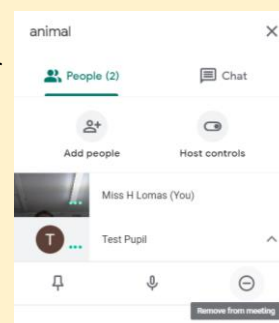 animal
People (2) Chat
Add people Host controls
Miss H Lomas (You)
T Test Pupil
Remove from meeting